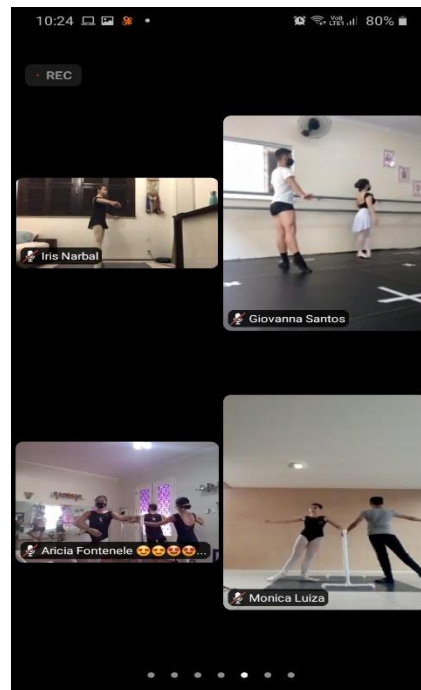 10:24 80%
REC
Iris Narbal
Giovanna Santos
Aricia Fontenele 😍😍😍😍...
Monica Luiza